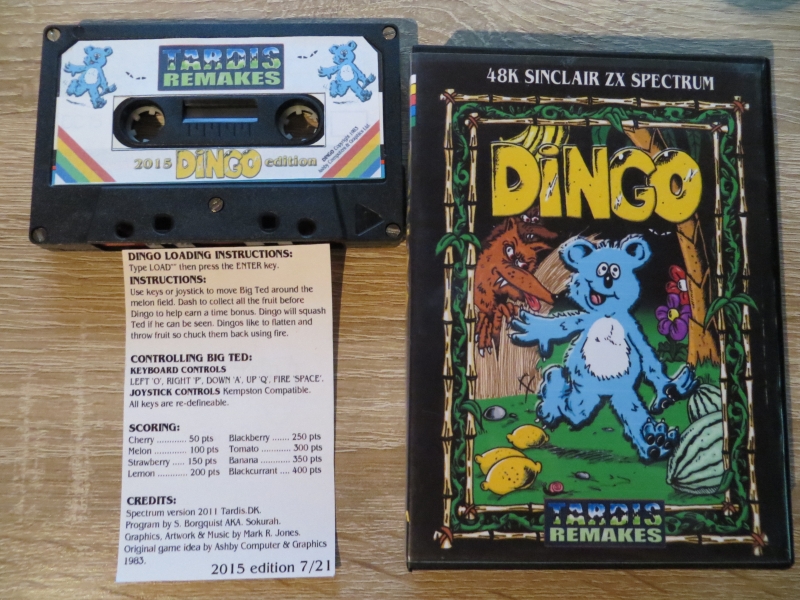 TARDIS
REMAKES
2015 DINGO edition
DINGO Copyright 1983
Ashby Computers & Graphics Ltd
DINGO LOADING INSTRUCTIONS:
Type LOAD"" then press the ENTER key.
INSTRUCTIONS:
Use keys or joystick to move Big Ted around the
melon field. Dash to collect all the fruit before
Dingo to help earn a time bonus. Dingo will squash
Ted if he can be seen. Dingos like to flatten and
throw fruit so chuck them back using fire.
CONTROLLING BIG TED:
KEYBOARD CONTROLS
LEFT 'O', RIGHT 'P', DOWN 'A', UP 'Q', FIRE 'SPACE'.
JOYSTICK CONTROLS Kempston Compatible.
All keys are re-defineable.
SCORING:
Cherry ............ 50 pts Blackberry ....... 250 pts
Melon ............ 100 pts Tomato ............ 300 pts
Strawberry ..... 150 pts Banana ............ 350 pts
Lemon ........... 200 pts Blackcurrant .... 400 pts
CREDITS:
Spectrum version 2011 Tardis.DK.
Program by S. Borgquist AKA. Sokurah.
Graphics, Artwork & Music by Mark R. Jones.
Original game idea by Ashby Computer & Graphics
1983.
2015 edition 7/21
48K SINCLAIR ZX SPECTRUM
DINGO
TARDIS
REMAKES